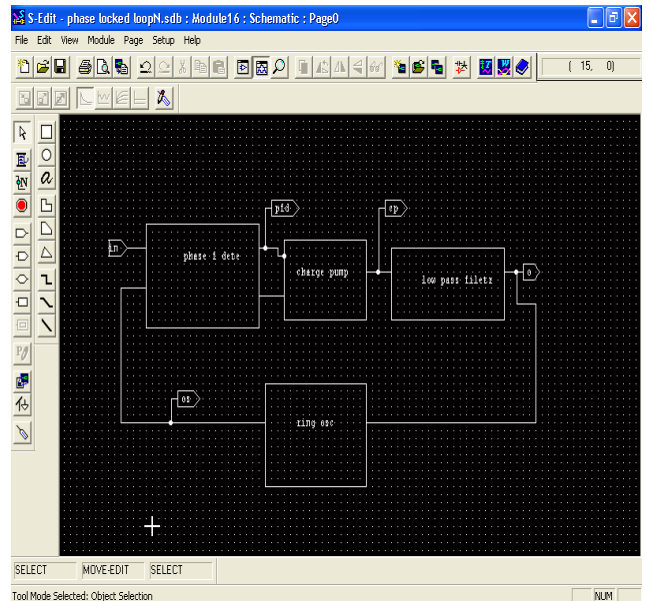 S-Edit - phase locked loopN.sdb : Module16 : Schematic : Page0
File Edit View Module Page Setup Help
( 15, 0)
pfd
cp
in
phase f dete
charge pump
low pass filetr
o
os
ring osc
SELECT MOVE-EDIT SELECT
Tool Mode Selected: Object Selection
NUM